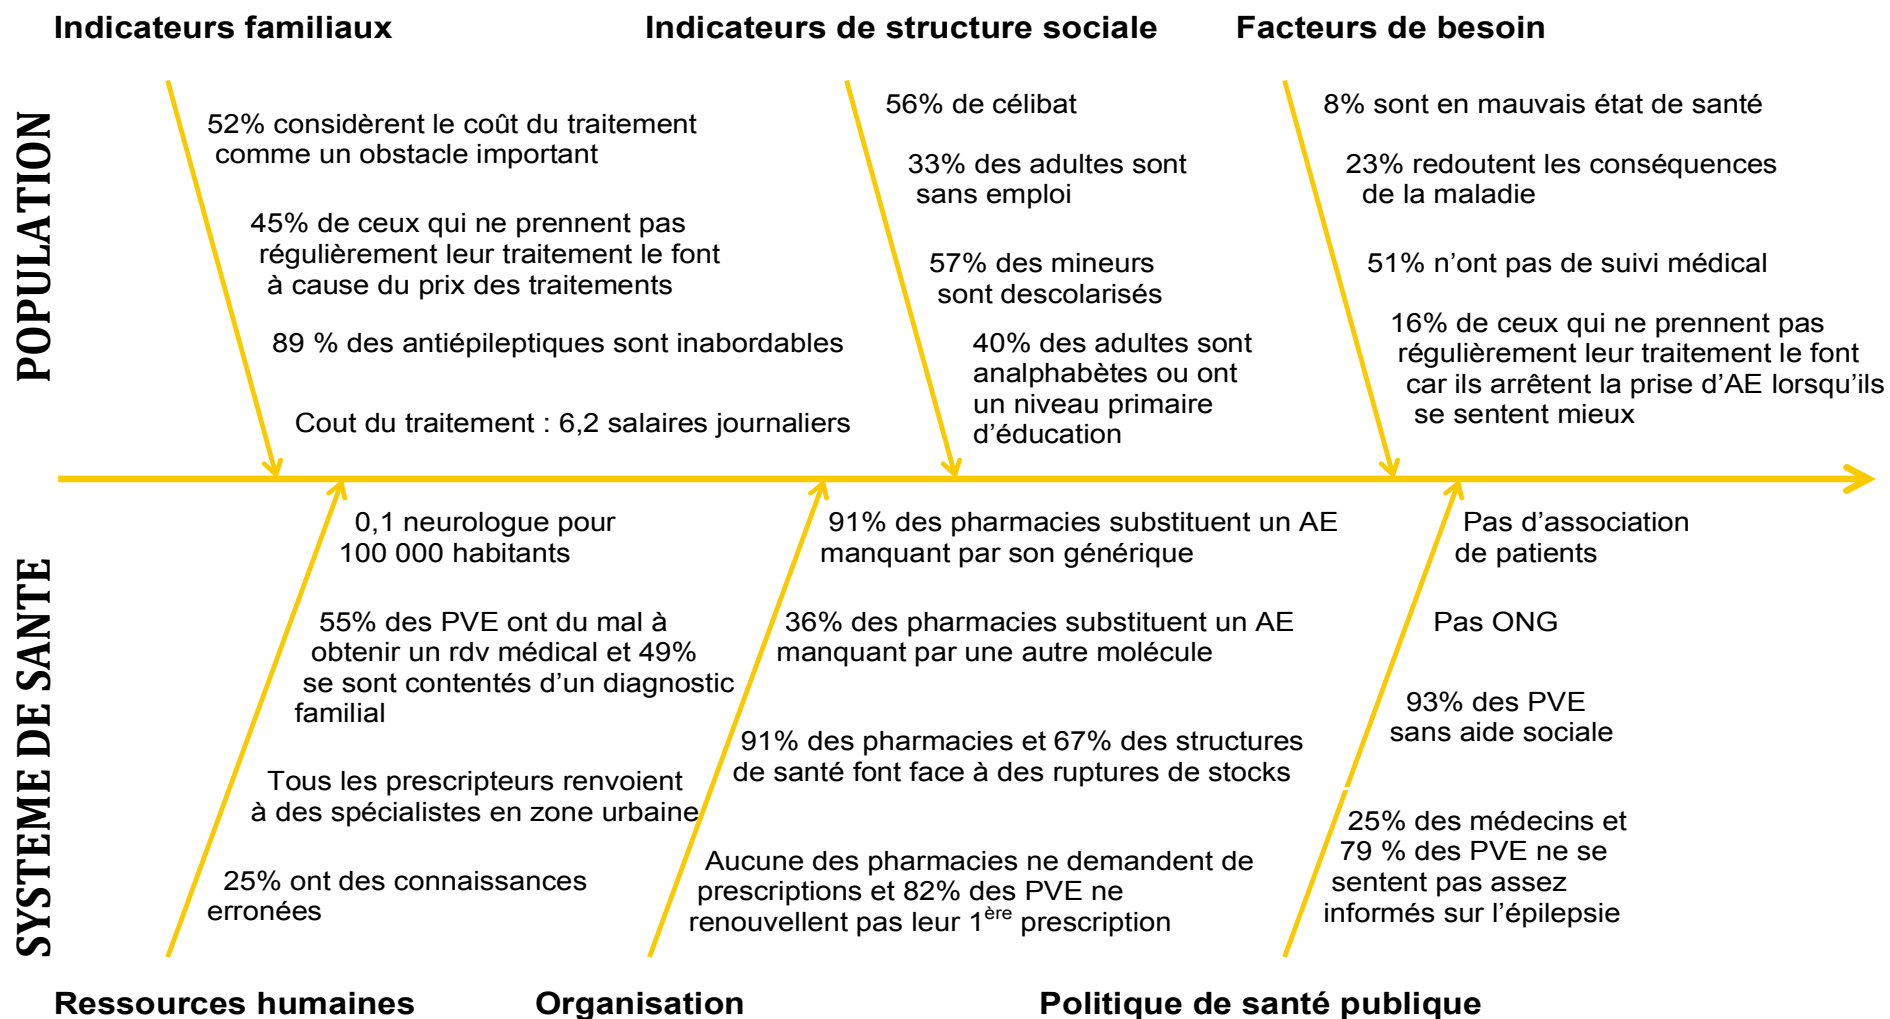 Indicateurs familiaux
Indicateurs de structure sociale
Facteurs de besoin
POPULATION
52% considèrent le coût du traitement
comme un obstacle important
45% de ceux qui ne prennent pas
régulièrement leur traitement le font
à cause du prix des traitements
89 % des antiépileptiques sont inabordables
Cout du traitement : 6,2 salaires journaliers
56% de célibat
33% des adultes sont
sans emploi
57% des mineurs
sont descolarisés
40% des adultes sont
analphabètes ou ont
un niveau primaire
d’éducation
8% sont en mauvais état de santé
23% redoutent les conséquences
de la maladie
51% n’ont pas de suivi médical
16% de ceux qui ne prennent pas
régulièrement leur traitement le font
car ils arrêtent la prise d’AE lorsqu’ils
se sentent mieux
SYSTEME DE SANTE
0,1 neurologue pour
100 000 habitants
55% des PVE ont du mal à
obtenir un rdv médical et 49%
se sont contentés d’un diagnostic
familial
Tous les prescripteurs renvoient
à des spécialistes en zone urbaine
25% ont des connaissances
erronées
91% des pharmacies substituent un AE
manquant par son générique
36% des pharmacies substituent un AE
manquant par une autre molécule
91% des pharmacies et 67% des structures
de santé font face à des ruptures de stocks
Aucune des pharmacies ne demandent de
prescriptions et 82% des PVE ne
renouvellent pas leur 1ère prescription
Pas d’association
de patients
Pas ONG
93% des PVE
sans aide sociale
25% des médecins et
79 % des PVE ne se
sentent pas assez
informés sur l’épilepsie
Ressources humaines
Organisation
Politique de santé publique